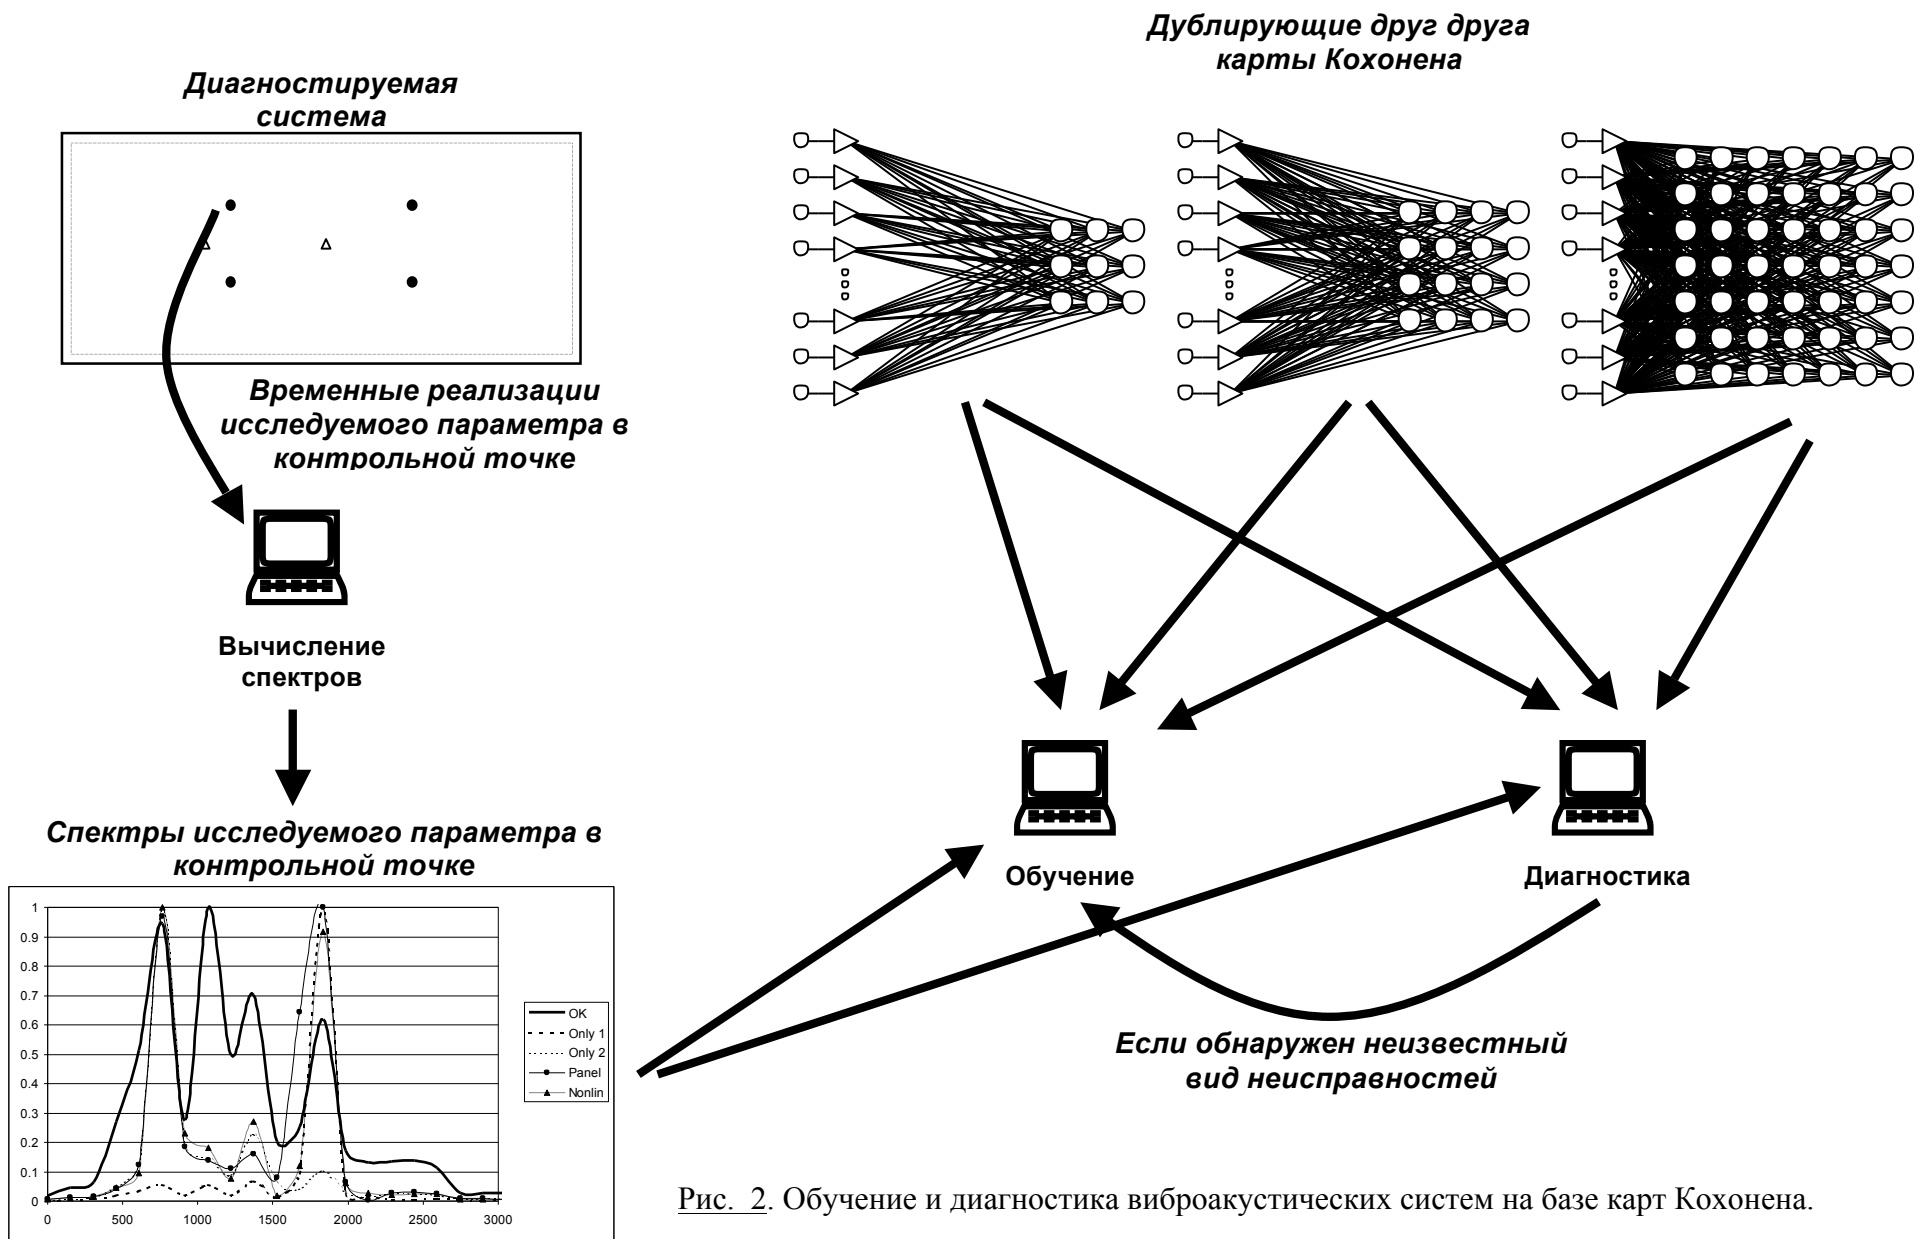 Дублирующие друг друга
карты Кохонена
Диагностируемая
система
Временные реализации
исследуемого параметра в
контрольной точке
Вычисление
спектров
Спектры исследуемого параметра в
контрольной точке
1
0.9
0.8
0.7
0.6
0.5
0.4
0.3
0.2
0.1
0
0 500 1000 1500 2000 2500 3000
OK
Only 1
Only 2
Panel
Nonlin
Обучение
Диагностика
Если обнаружен неизвестный
вид неисправностей
Рис. 2. Обучение и диагностика виброакустических систем на базе карт Кохонена.